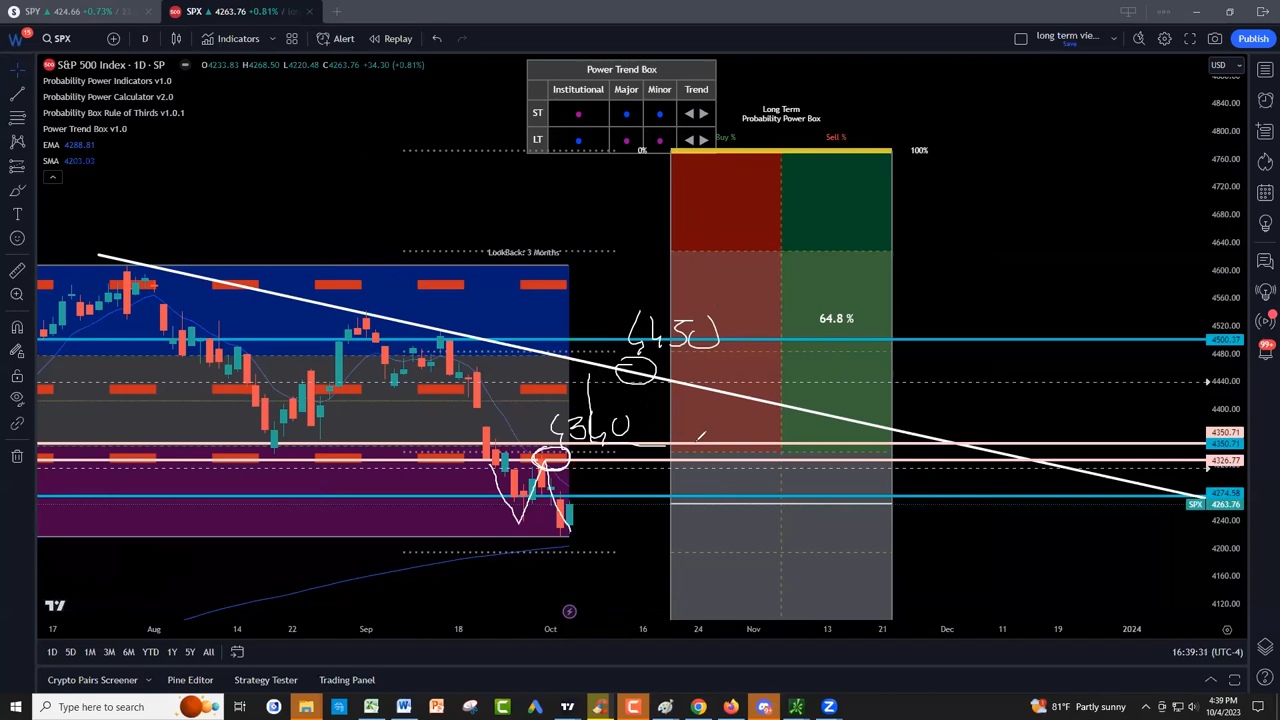 SPY 424.66 +0.73%
SPX 4263.76 +0.81%
15
SPX
D
Indicators
Alert
Replay
long term vie...
Save
Publish
S&P 500 Index · 1D · SP
O4233.83 H4268.50 L4220.48 C4263.76 +34.30 (+0.81%)
Probability Power Indicators v1.0
Probability Power Calculator v2.0
Probability Box Rule of Thirds v1.0.1
Power Trend Box v1.0
EMA 4288.81
SMA 4203.03
Power Trend Box
Institutional Major Minor Trend
ST
LT
Long Term
Probability Power Box
Buy %
Sell %
0%
100%
LookBack: 3 Months
64.8 %
USD
4840.00
4800.00
4760.00
4720.00
4680.00
4640.00
4600.00
4560.00
4520.00
4500.37
4480.00
4440.00
4400.00
4350.71
4350.71
4326.77
4274.58
SPX 4263.76
4240.00
4200.00
4160.00
4120.00
17 Aug 14 22 Sep 18 Oct 16 24 Nov 13 21 Dec 11 19 2024
1D 5D 1M 3M 6M YTD 1Y 5Y All
16:39:31 (UTC-4)
Crypto Pairs Screener
Pine Editor
Strategy Tester
Trading Panel
99+
Type here to search
81°F Partly sunny
4:39 PM
10/4/2023